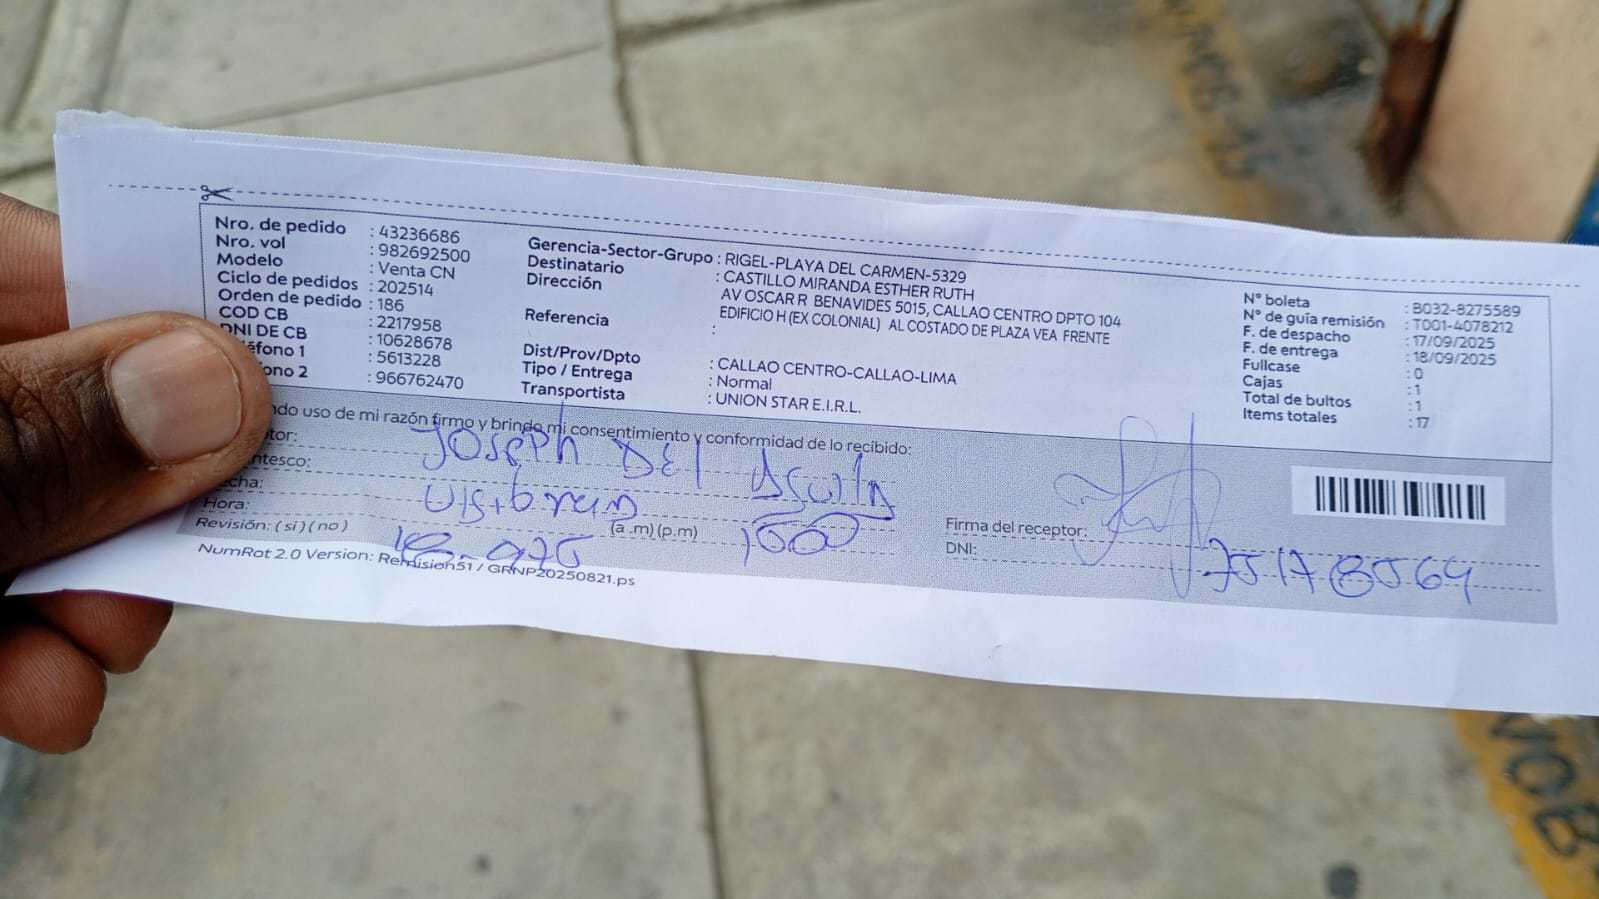 Nro. de pedido : 43236686
Nro. vol : 982692500
Modelo : Venta CN
Ciclo de pedidos : 202514
Orden de pedido : 186
COD CB : 2217958
DNI DE CB : 10628678
éfono 1 : 5613228
ono 2 : 966762470
Gerencia-Sector-Grupo : RIGEL-PLAYA DEL CARMEN-5329
Destinatario : CASTILLO MIRANDA ESTHER RUTH
Dirección AV OSCAR R BENAVIDES 5015, CALLAO CENTRO DPTO 104
EDIFICIO H (EX COLONIAL) AL COSTADO DE PLAZA VEA FRENTE
Referencia :
Dist/Prov/Dpto : CALLAO CENTRO-CALLAO-LIMA
Tipo / Entrega : Normal
Transportista : UNION STAR E.I.R.L.
N° boleta : B032-8275589
N° de guía remisión : T001-4078212
F. de despacho : 17/09/2025
F. de entrega : 18/09/2025
Fullcase : 0
Cajas : 1
Total de bultos : 1
Items totales : 17
ndo uso de mi razón firmo y brindo mi consentimiento y conformidad de lo recibido:
ptor: JOSEPH DEL
ntesco:
echa:
Hora: (a .m) (p.m)
Revisión: ( si ) ( no )
Firma del receptor:
DNI: 75178564
NumRot 2.0 Version: Remision51 / GRNP20250821.ps